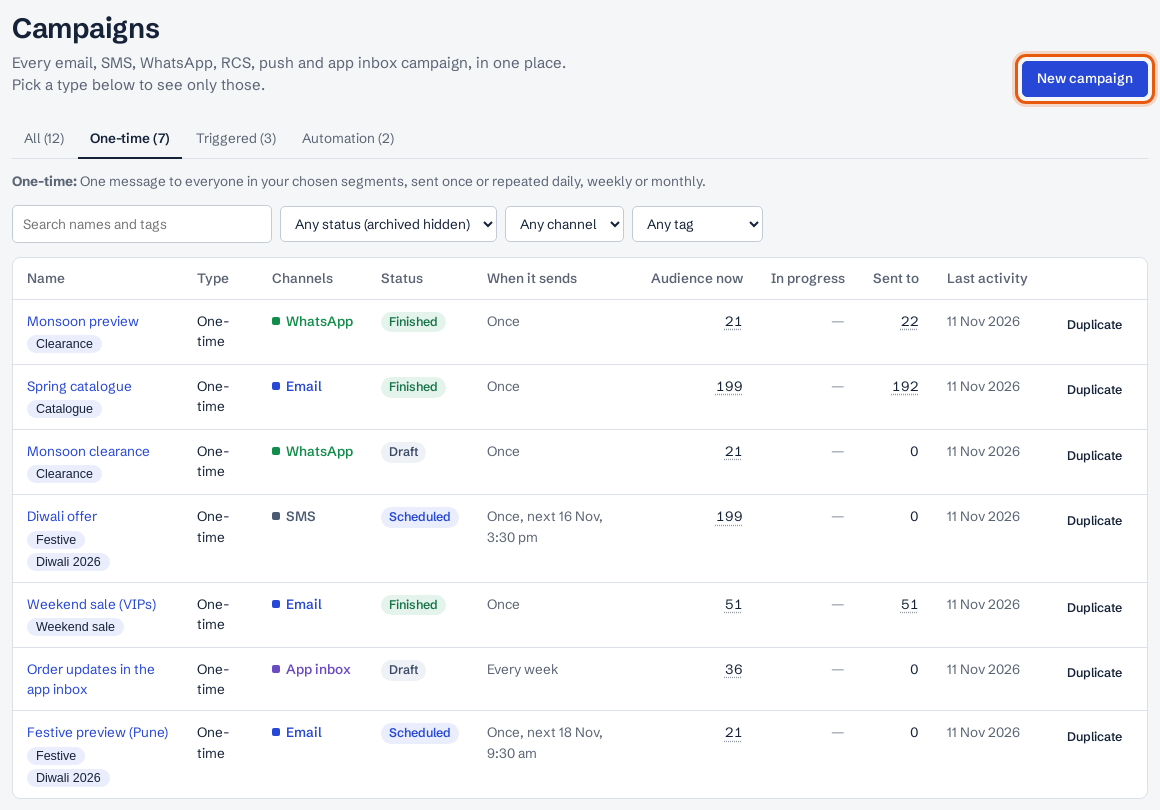 Campaigns
Every email, SMS, WhatsApp, RCS, push and app inbox campaign, in one place.
Pick a type below to see only those.
New campaign
All (12) One-time (7) Triggered (3) Automation (2)
One-time: One message to everyone in your chosen segments, sent once or repeated daily, weekly or monthly.
Search names and tags Any status (archived hidden) Any channel Any tag
Name Type Channels Status When it sends Audience now In progress Sent to Last activity
Monsoon preview One-time WhatsApp Finished Once 21 — 22 11 Nov 2026 Duplicate
Clearance
Spring catalogue One-time Email Finished Once 199 — 192 11 Nov 2026 Duplicate
Catalogue
Monsoon clearance One-time WhatsApp Draft Once 21 — 0 11 Nov 2026 Duplicate
Clearance
Diwali offer One-time SMS Scheduled Once, next 16 Nov, 3:30 pm 199 — 0 11 Nov 2026 Duplicate
Festive
Diwali 2026
Weekend sale (VIPs) One-time Email Finished Once 51 — 51 11 Nov 2026 Duplicate
Weekend sale
Order updates in the app inbox One-time App inbox Draft Every week 36 — 0 11 Nov 2026 Duplicate
Festive preview (Pune) One-time Email Scheduled Once, next 18 Nov, 9:30 am 21 — 0 11 Nov 2026 Duplicate
Festive
Diwali 2026